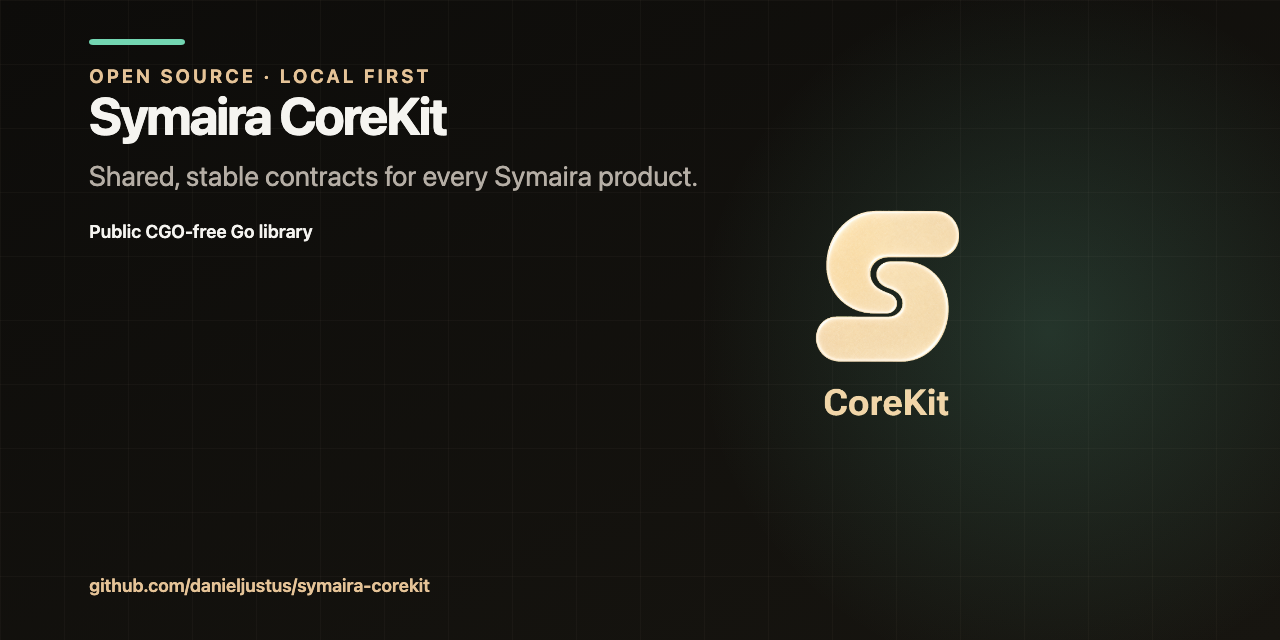 OPEN SOURCE · LOCAL FIRST
Symaira CoreKit
Shared, stable contracts for every Symaira product.
Public CGO-free Go library
CoreKit
github.com/danieljustus/symaira-corekit